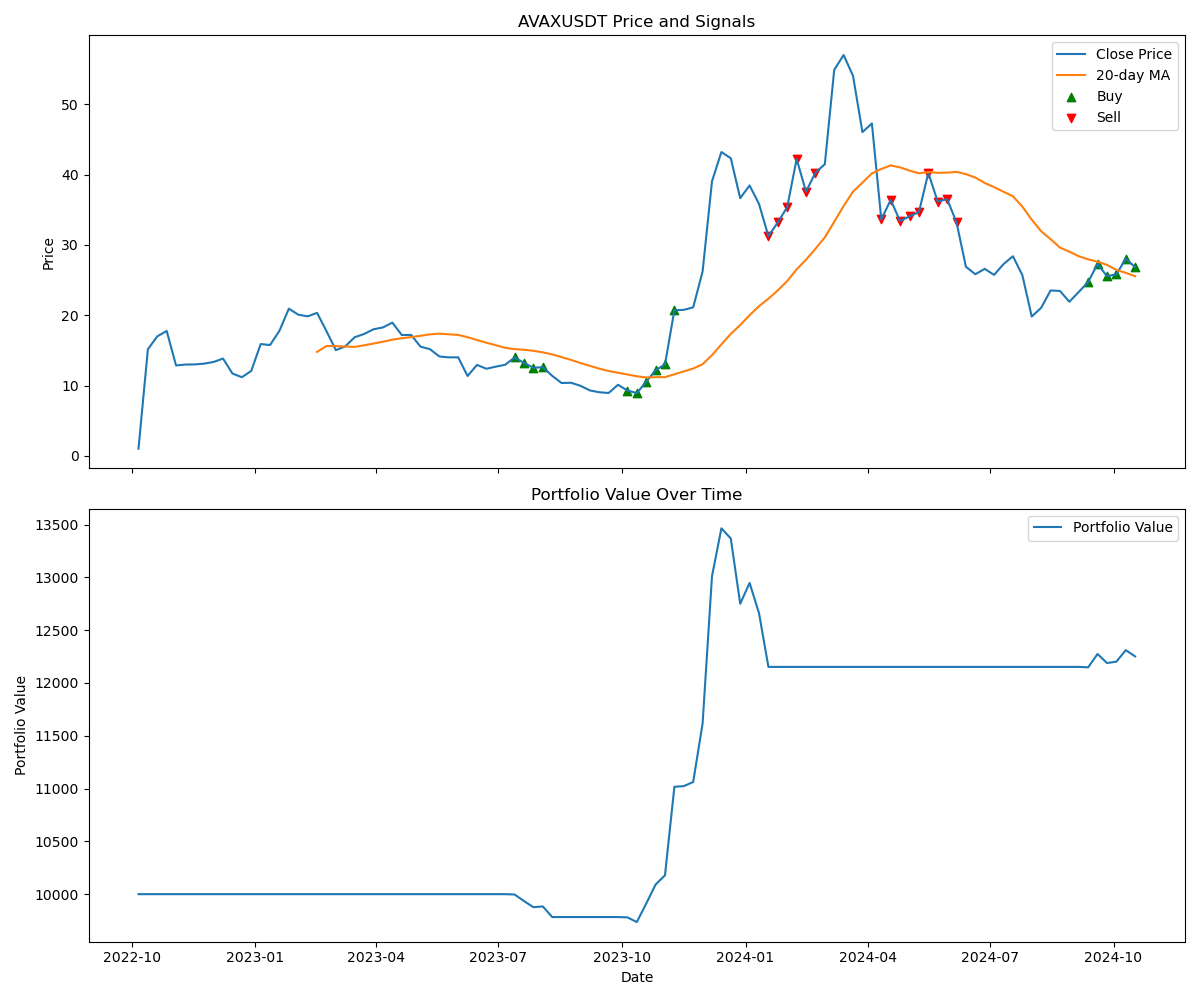 AVAXUSDT Price and Signals
Close Price
20-day MA
Buy
Sell
50
40
30
20
10
0
Price
Portfolio Value Over Time
Portfolio Value
13500
13000
12500
12000
11500
11000
10500
10000
Portfolio Value
2022-10
2023-01
2023-04
2023-07
2023-10
2024-01
2024-04
2024-07
2024-10
Date